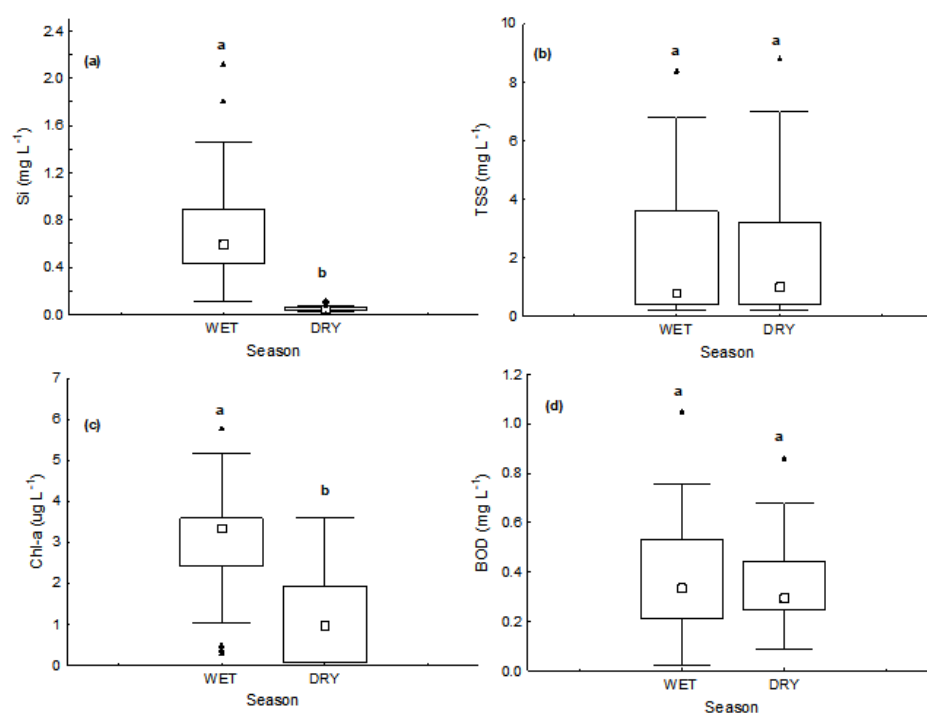 (a)
Si (mg L⁻¹)
2.4
2.0
1.6
1.2
0.8
0.4
0.0
a
b
WET DRY
Season
(b)
TSS (mg L⁻¹)
10
8
6
4
2
0
a a
WET DRY
Season
(c)
Chl-a (ug L⁻¹)
7
6
5
4
3
2
1
0
a
b
WET DRY
Season
(d)
BOD (mg L⁻¹)
1.2
1.0
0.8
0.6
0.4
0.2
0.0
a
a
WET DRY
Season